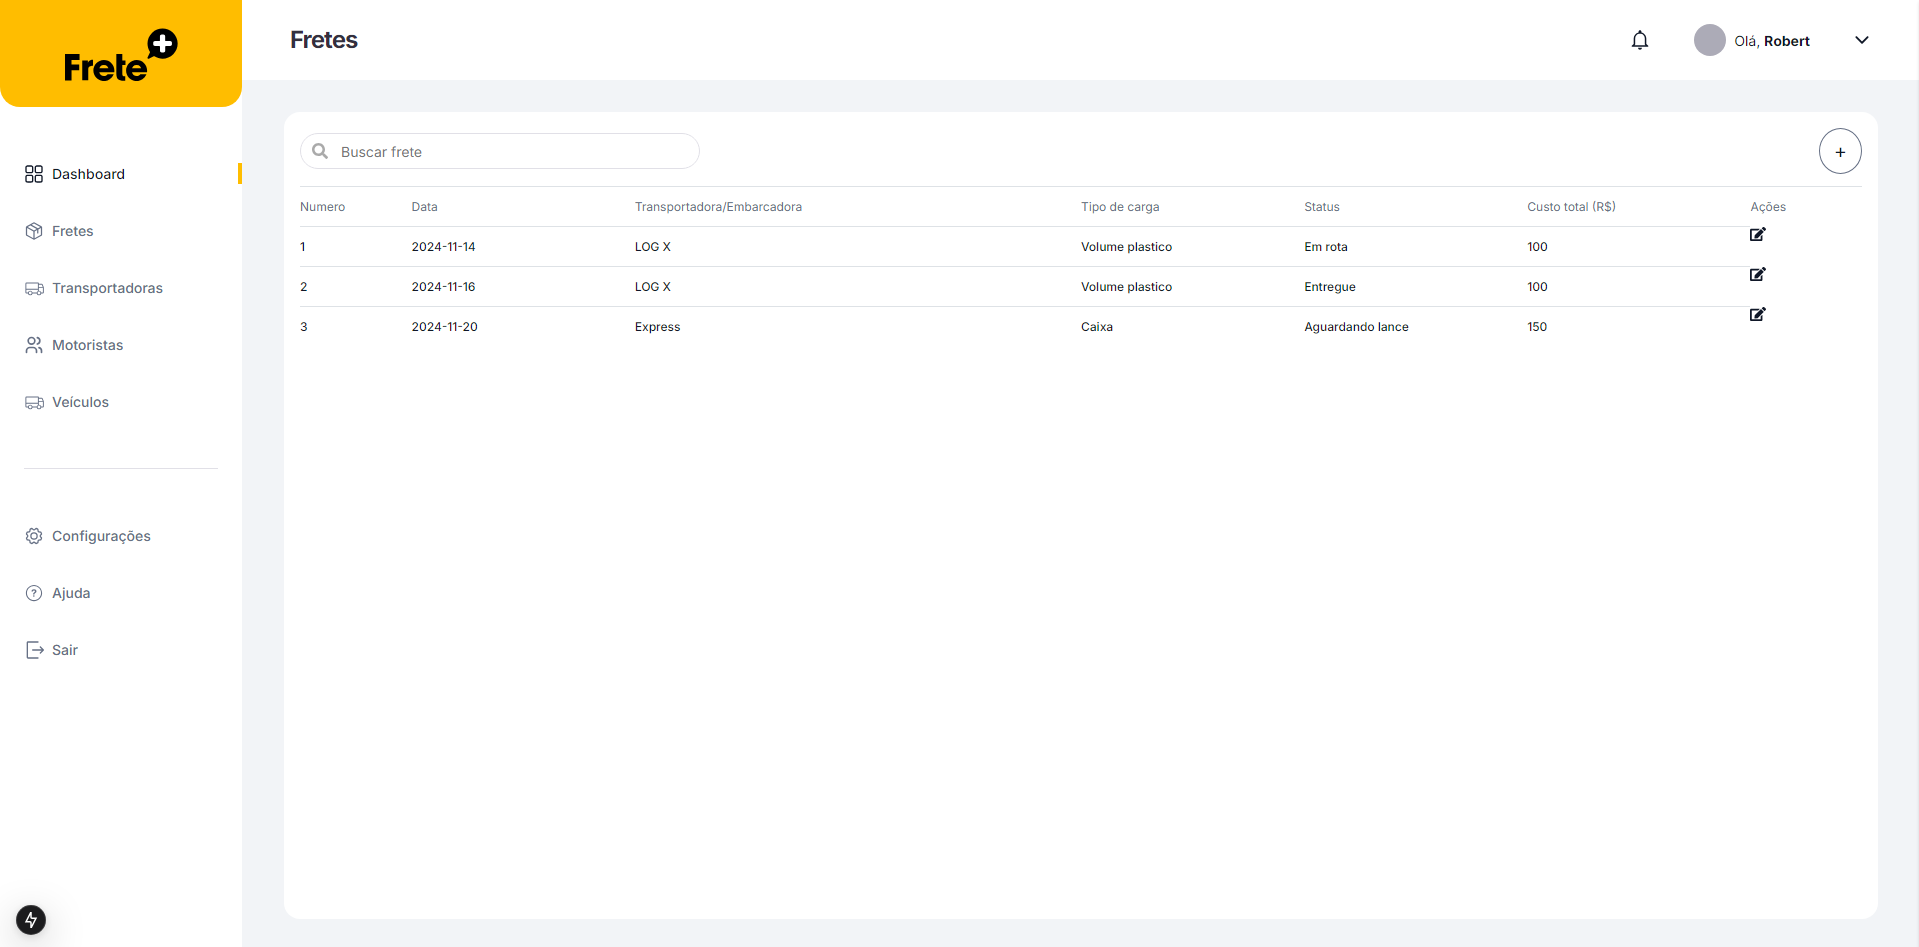 Frete
Fretes
Olá, Robert
Dashboard
Fretes
Transportadoras
Motoristas
Veículos
Configurações
Ajuda
Sair
Buscar frete
+
Numero Data Transportadora/Embarcadora Tipo de carga Status Custo total (R$) Ações
1 2024-11-14 LOG X Volume plastico Em rota 100
2 2024-11-16 LOG X Volume plastico Entregue 100
3 2024-11-20 Express Caixa Aguardando lance 150